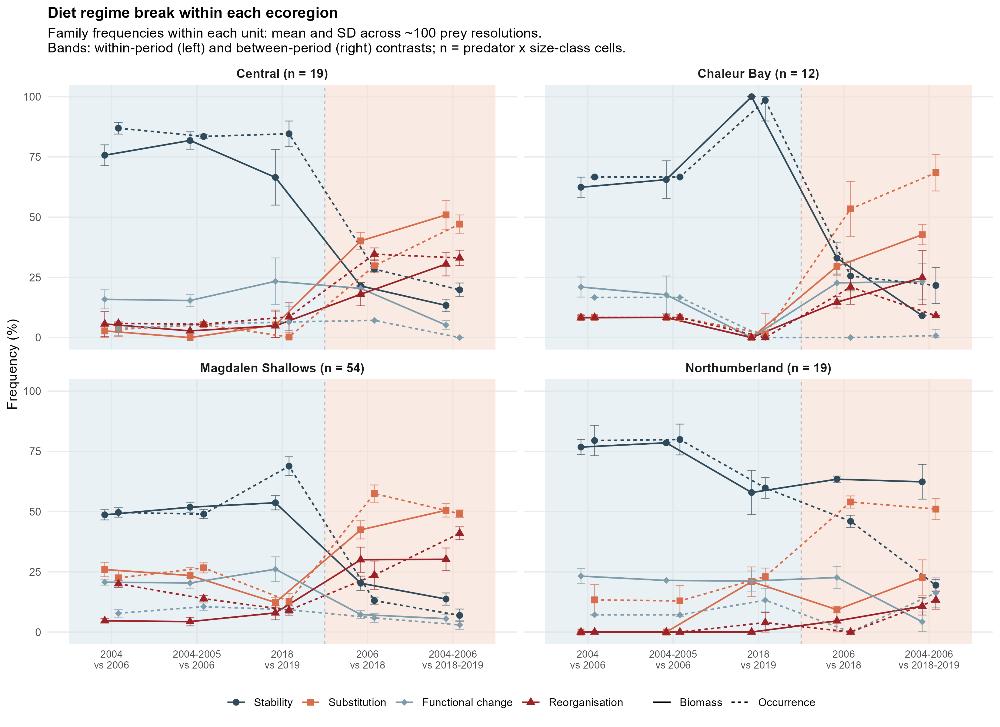 Diet regime break within each ecoregion
Family frequencies within each unit: mean and SD across ~100 prey resolutions.
Bands: within-period (left) and between-period (right) contrasts; n = predator x size-class cells.
Central (n = 19)
Chaleur Bay (n = 12)
100
75
50
25
0
Magdalen Shallows (n = 54)
Northumberland (n = 19)
100
75
50
25
0
Frequency (%)
2004
vs 2006
2004-2005
vs 2006
2018
vs 2019
2006
vs 2018
2004-2006
vs 2018-2019
2004
vs 2006
2004-2005
vs 2006
2018
vs 2019
2006
vs 2018
2004-2006
vs 2018-2019
Stability
Substitution
Functional change
Reorganisation
Biomass
Occurrence